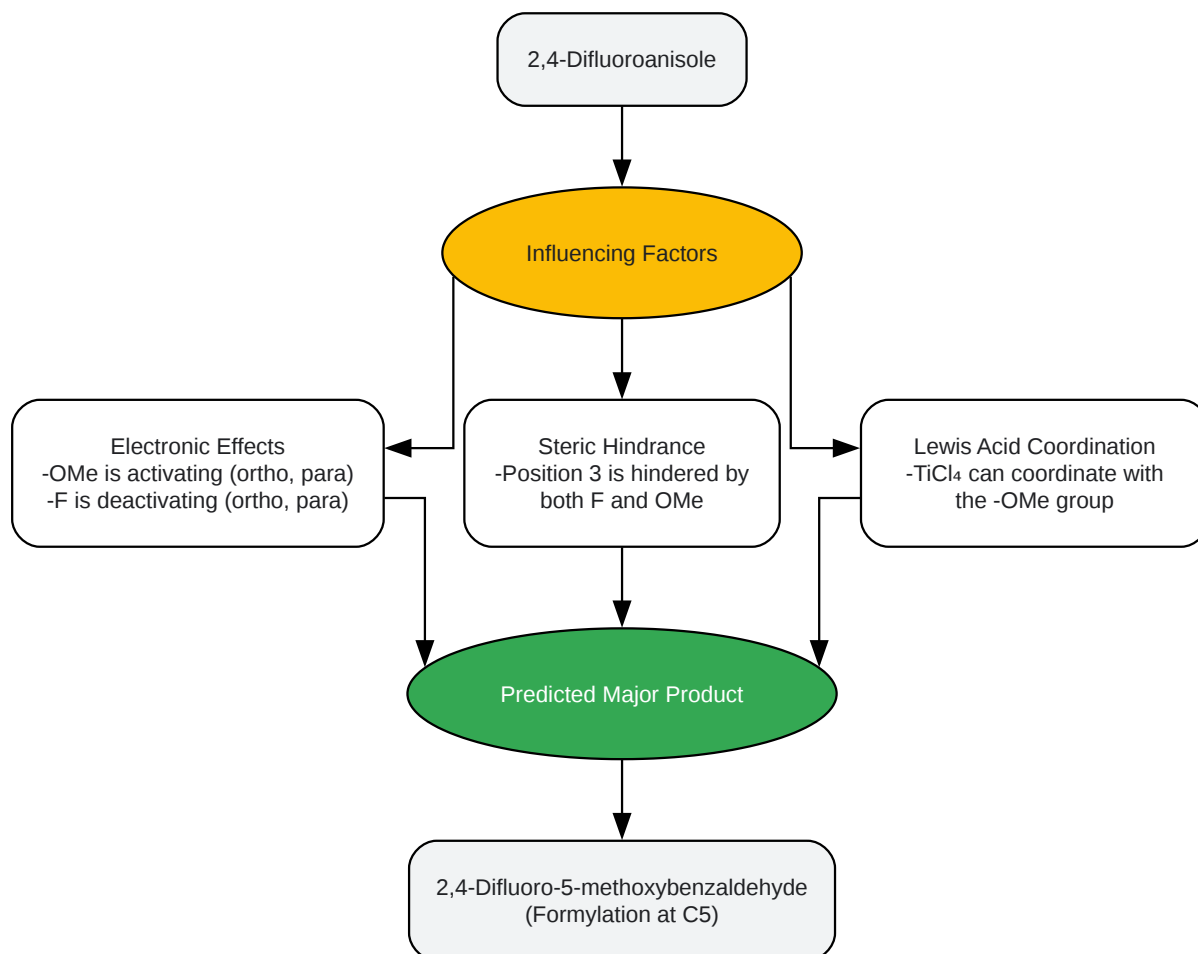 2,4-Difluoroanisole
Influencing Factors
Electronic Effects
-OMe is activating (ortho, para)
-F is deactivating (ortho, para)
Steric Hindrance
-Position 3 is hindered by
both F and OMe
Lewis Acid Coordination
-TiCl₄ can coordinate with
the -OMe group
Predicted Major Product
2,4-Difluoro-5-methoxybenzaldehyde
(Formylation at C5)